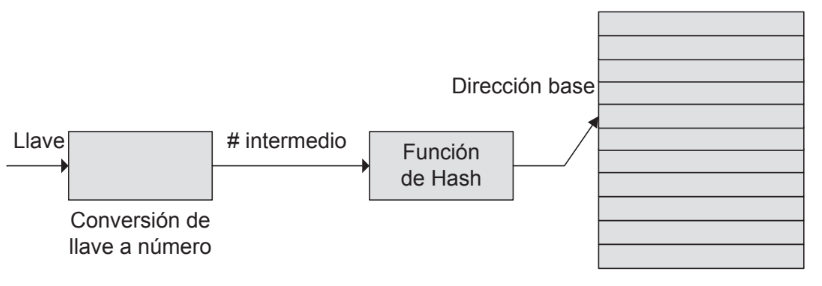 Dirección base
Llave
# intermedio
Función
de Hash
Conversión de
llave a número